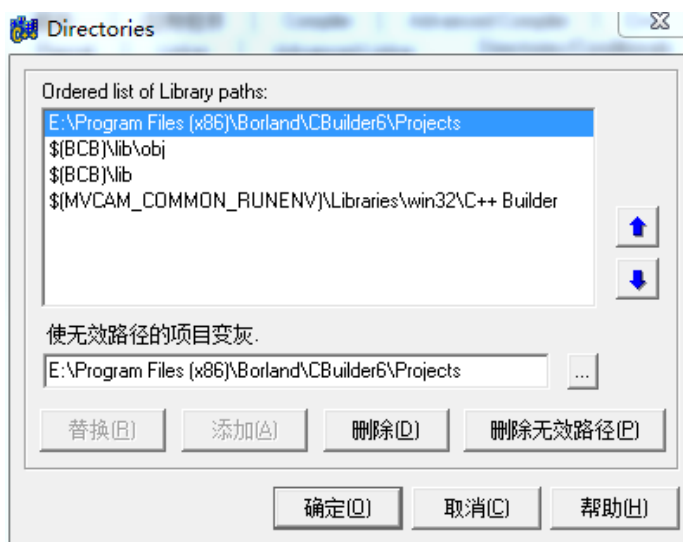 Directories
Ordered list of Library paths:
E:\Program Files (x86)\Borland\CBuilder6\Projects
$(BCB)\lib\obj
$(BCB)\lib
$(MVCAM_COMMON_RUNENV)\Libraries\win32\C++ Builder
使无效路径的项目变灰.
E:\Program Files (x86)\Borland\CBuilder6\Projects
...
替换(R) 添加(A) 删除(D) 删除无效路径(P)
确定(O) 取消(C) 帮助(H)